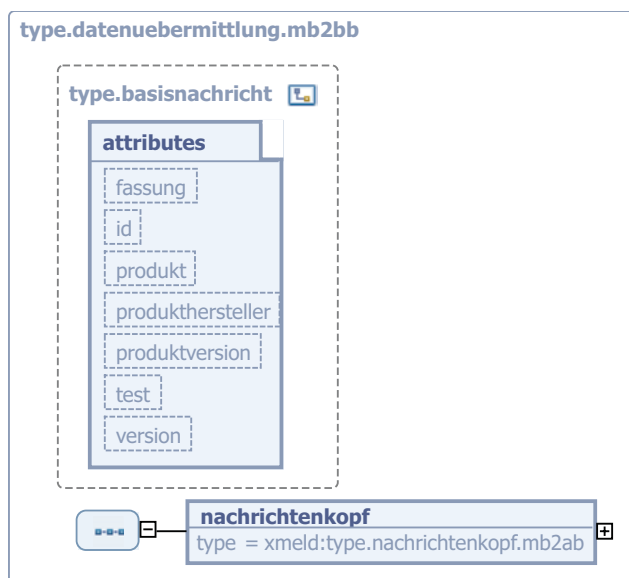 type.datenuebermittlung.mb2bb
type.basisnachricht
attributes
fassung
id
produkt
produkthersteller
produktversion
test
version
nachrichtenkopf
type = xmeld:type.nachrichtenkopf.mb2ab